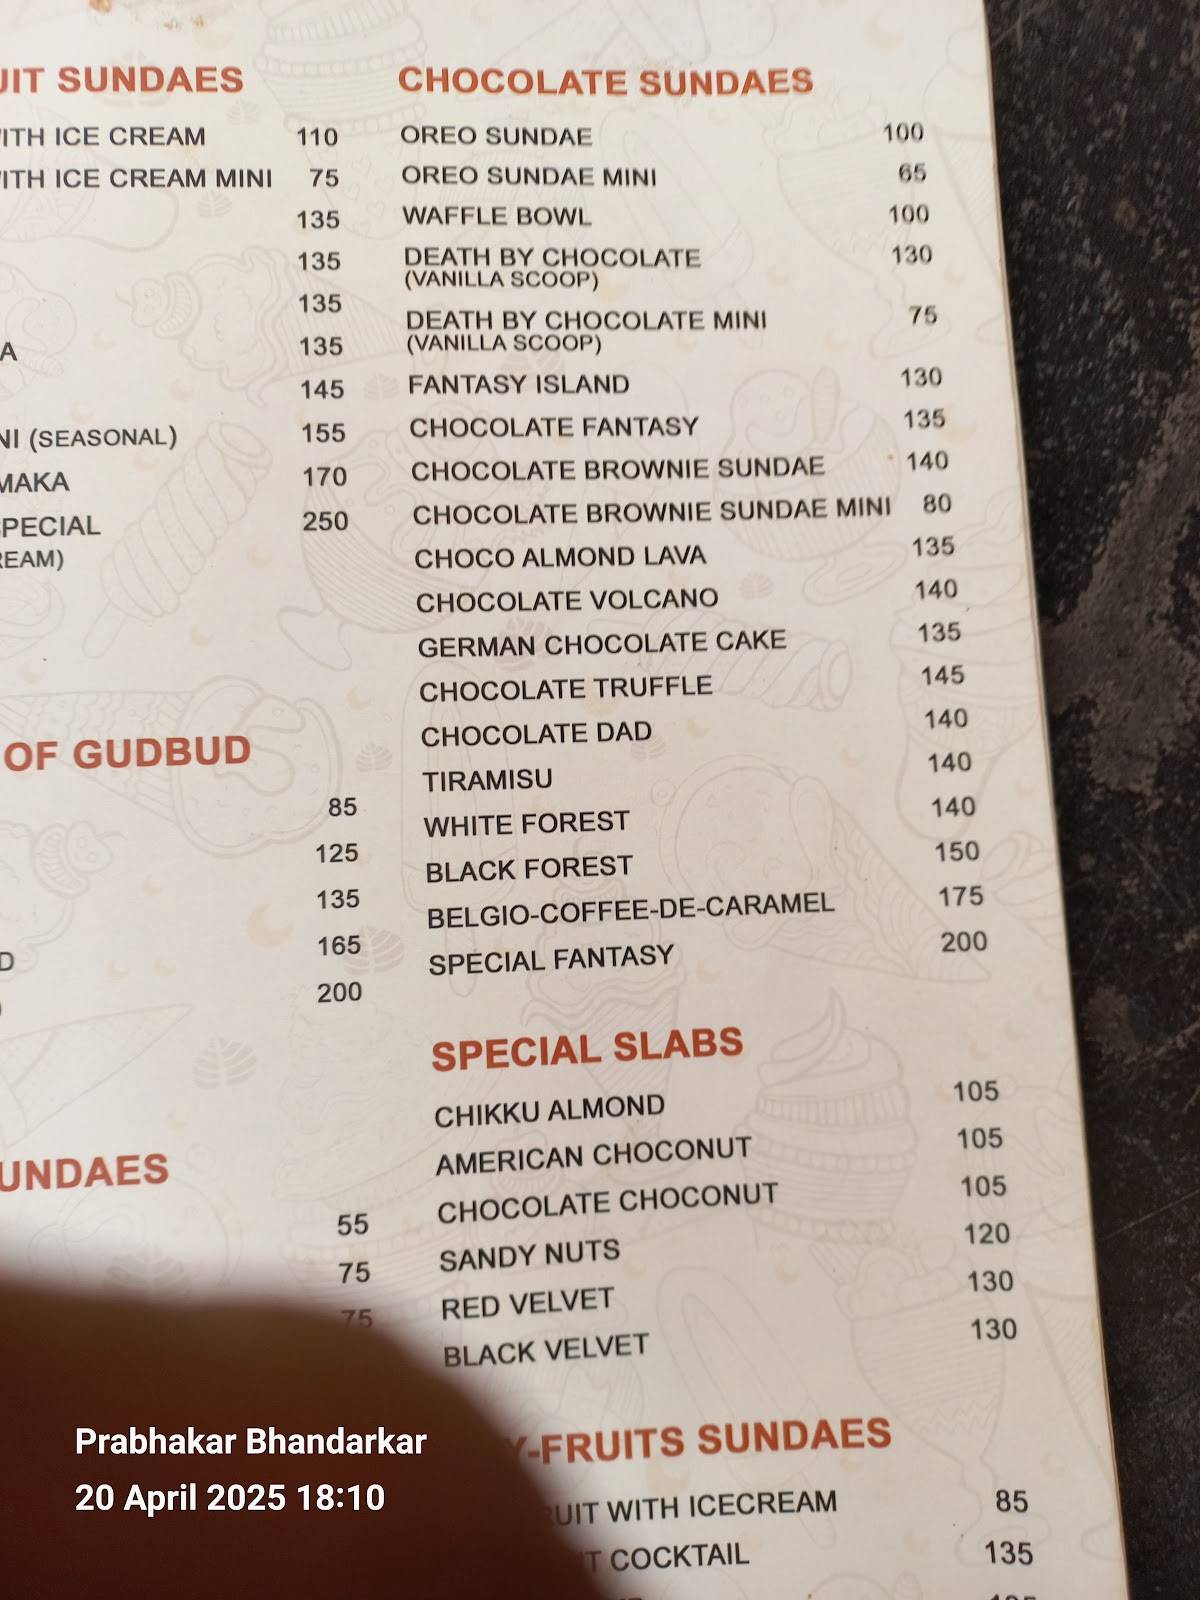 UIT SUNDAES
ITH ICE CREAM 110
ITH ICE CREAM MINI 75
135
135
135
A 135
145
NI (SEASONAL) 155
MAKA 170
SPECIAL 250
REAM)
OF GUDBUD
85
125
135
D 165
200
UNDAES
55
75
75
CHOCOLATE SUNDAES
OREO SUNDAE 100
OREO SUNDAE MINI 65
WAFFLE BOWL 100
DEATH BY CHOCOLATE 130
(VANILLA SCOOP)
DEATH BY CHOCOLATE MINI 75
(VANILLA SCOOP)
FANTASY ISLAND 130
CHOCOLATE FANTASY 135
CHOCOLATE BROWNIE SUNDAE 140
CHOCOLATE BROWNIE SUNDAE MINI 80
CHOCO ALMOND LAVA 135
CHOCOLATE VOLCANO 140
GERMAN CHOCOLATE CAKE 135
CHOCOLATE TRUFFLE 145
CHOCOLATE DAD 140
TIRAMISU 140
WHITE FOREST 140
BLACK FOREST 150
BELGIO-COFFEE-DE-CARAMEL 175
SPECIAL FANTASY 200
SPECIAL SLABS
CHIKKU ALMOND 105
AMERICAN CHOCONUT 105
CHOCOLATE CHOCONUT 105
SANDY NUTS 120
RED VELVET 130
BLACK VELVET 130
Y-FRUITS SUNDAES
UIT WITH ICECREAM 85
IT COCKTAIL 135
Prabhakar Bhandarkar
20 April 2025 18:10